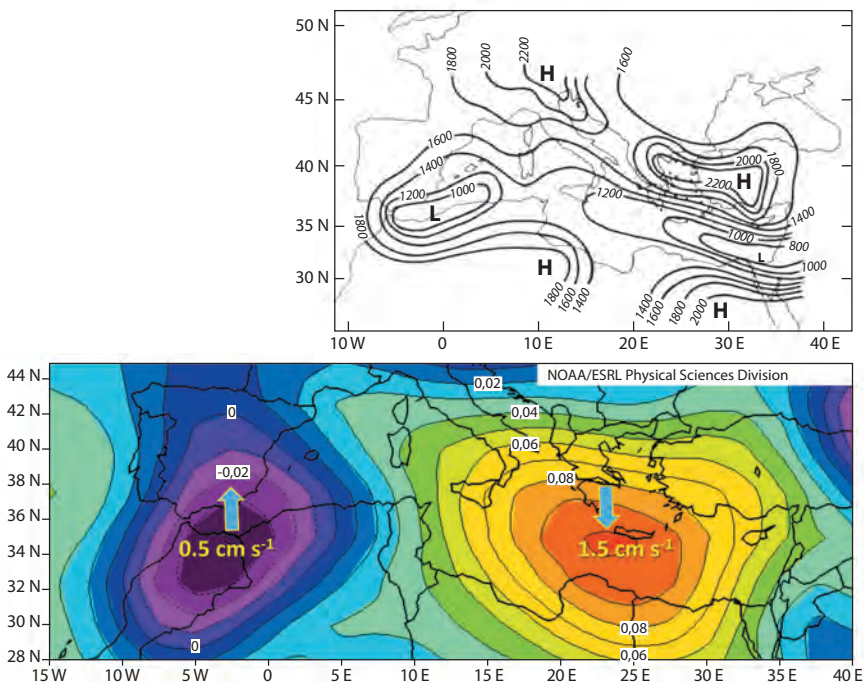 50 N
45 N
40 N
35 N
30 N
1800
2000
2200
H
1600
1600
1400
1200
1000
L
1800
H
1800
1600
1400
2000
1800
2200
H
1200
1400
1000
800
L
1000
1400
1600
1800
2000
H
10 W 0 10 E 20 E 30 E 40 E
NOAA/ESRL Physical Sciences Division
44 N
42 N
40 N
38 N
36 N
34 N
32 N
30 N
28 N
0,02
0
0,04
0,06
-0,02
0,08
0.5 cm s⁻¹
1.5 cm s⁻¹
0
0,08
0,06
15 W 10 W 5 W 0 5 E 10 E 15 E 20 E 25 E 30 E 35 E 40 E